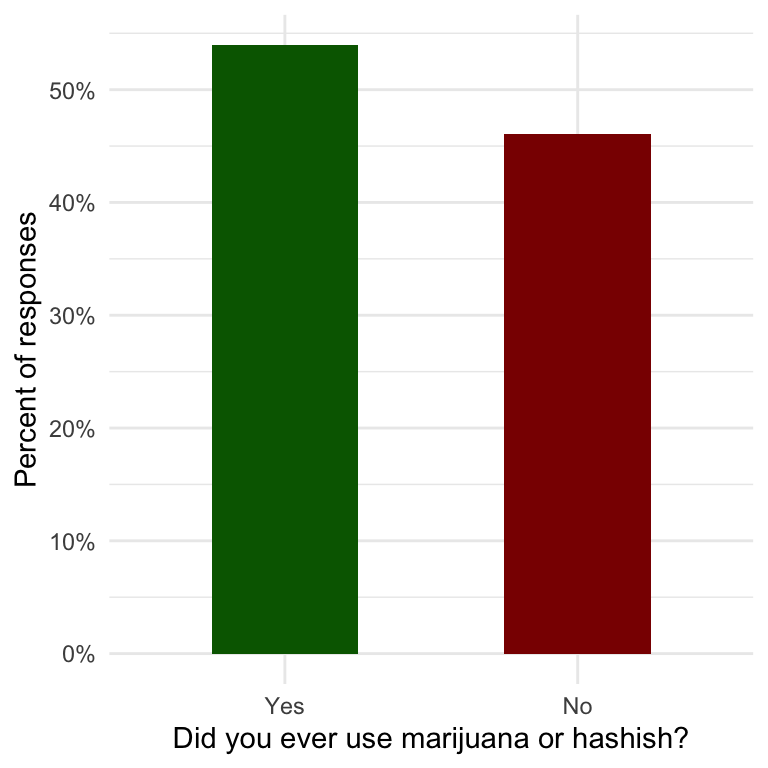 50%
40%
30%
20%
10%
0%
Percent of responses
Yes
No
Did you ever use marijuana or hashish?